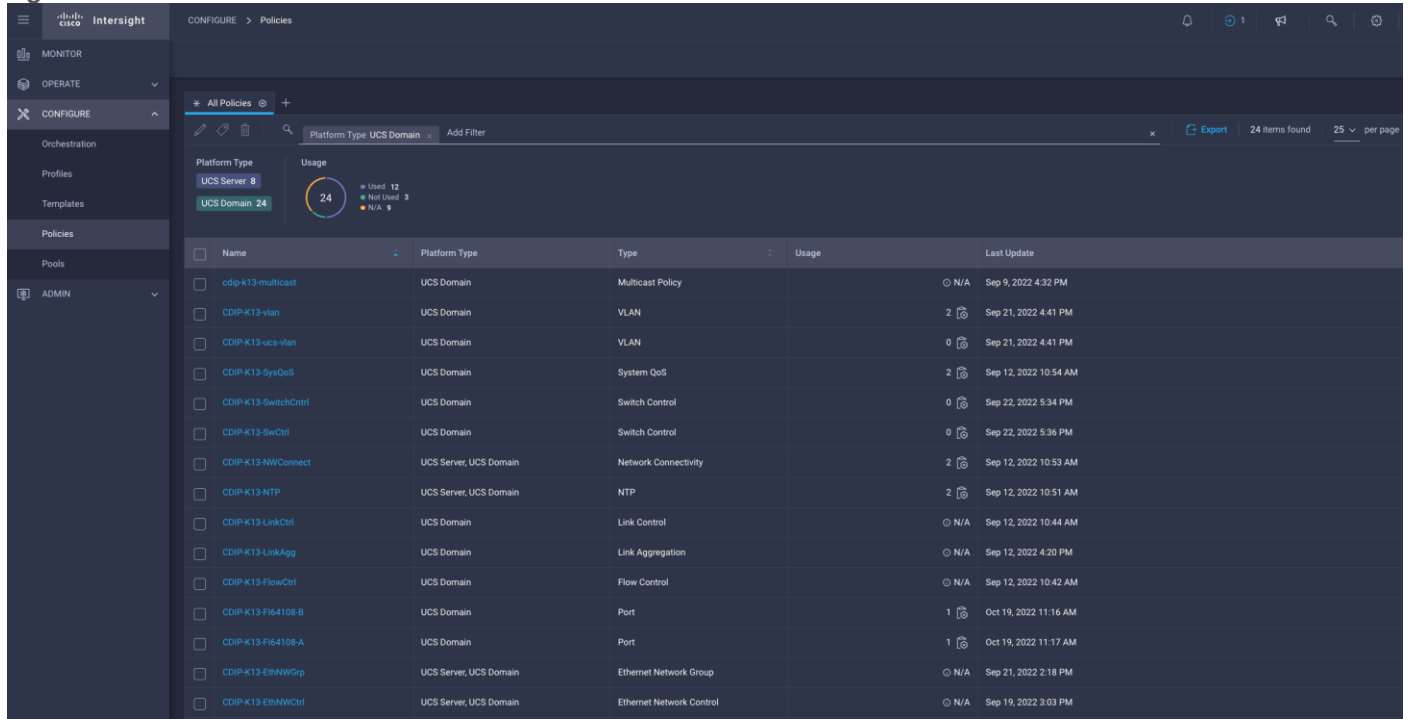 cisco Intersight
CONFIGURE > Policies
1
MONITOR
OPERATE
CONFIGURE
Orchestration
Profiles
Templates
Policies
Pools
ADMIN
All Policies
+
Platform Type UCS Domain ×
Add Filter
×
Export
24 items found
25 per page
Platform Type
UCS Server 8
UCS Domain 24
Usage
24
Used 12
Not Used 3
N/A 9
Name Platform Type Type Usage Last Update
cdip-k13-multicast UCS Domain Multicast Policy N/A Sep 9, 2022 4:32 PM
CDIP-K13-vlan UCS Domain VLAN 2 Sep 21, 2022 4:41 PM
CDIP-K13-ucs-vlan UCS Domain VLAN 0 Sep 21, 2022 4:41 PM
CDIP-K13-SysQoS UCS Domain System QoS 2 Sep 12, 2022 10:54 AM
CDIP-K13-SwitchCntrl UCS Domain Switch Control 0 Sep 22, 2022 5:34 PM
CDIP-K13-SwCtrl UCS Domain Switch Control 0 Sep 22, 2022 5:36 PM
CDIP-K13-NWConnect UCS Server, UCS Domain Network Connectivity 2 Sep 12, 2022 10:53 AM
CDIP-K13-NTP UCS Server, UCS Domain NTP 2 Sep 12, 2022 10:51 AM
CDIP-K13-LinkCtrl UCS Domain Link Control N/A Sep 12, 2022 10:44 AM
CDIP-K13-LinkAgg UCS Domain Link Aggregation N/A Sep 12, 2022 4:20 PM
CDIP-K13-FlowCtrl UCS Domain Flow Control N/A Sep 12, 2022 10:42 AM
CDIP-K13-FI64108-B UCS Domain Port 1 Oct 19, 2022 11:16 AM
CDIP-K13-FI64108-A UCS Domain Port 1 Oct 19, 2022 11:17 AM
CDIP-K13-EthNWGrp UCS Server, UCS Domain Ethernet Network Group N/A Sep 21, 2022 2:18 PM
CDIP-K13-EthNWCtrl UCS Server, UCS Domain Ethernet Network Control N/A Sep 19, 2022 3:03 PM